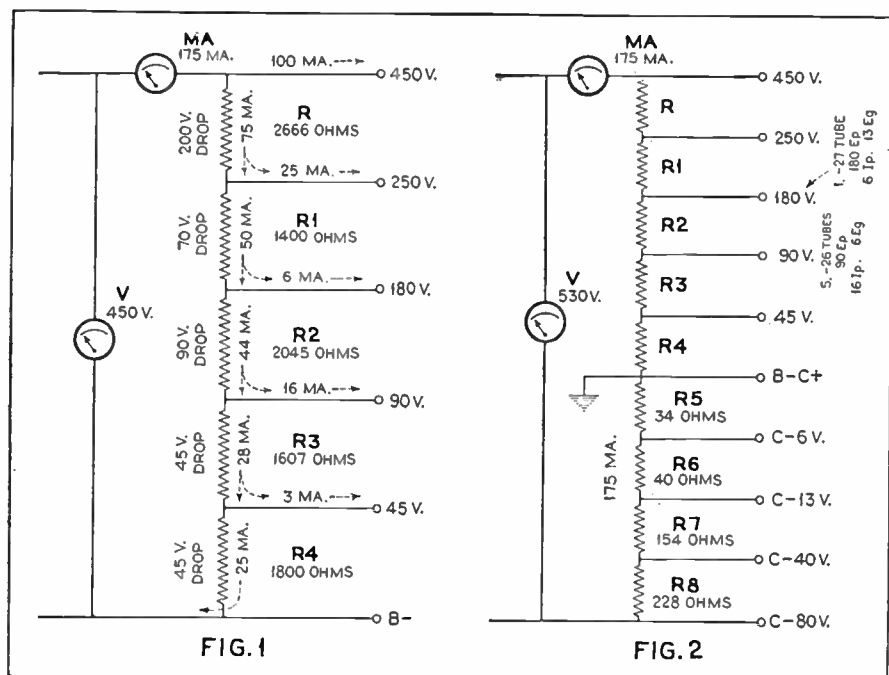 MA
175 MA.
100 MA.
450 V.
200 V. DROP
75 MA.
R
2666 OHMS
25 MA.
250 V.
70 V. DROP
50 MA.
R1
1400 OHMS
6 MA.
180 V.
V
450 V.
90 V. DROP
44 MA.
R2
2045 OHMS
16 MA.
90 V.
45 V. DROP
28 MA.
R3
1607 OHMS
3 MA.
45 V.
45 V. DROP
25 MA.
R4
1800 OHMS
B-
FIG. 1
MA
175 MA.
450 V.
R
250 V.
R1
1,-27 TUBE
180 Ep
6 Ip. 13 Eg
180 V.
R2
90 V.
5,-26 TUBES
90 Ep
16 Ip. 6 Eg
V
530 V.
R3
45 V.
R4
B-C+
R5
34 OHMS
C-6 V.
175 MA.
R6
40 OHMS
C-13 V.
R7
154 OHMS
C-40 V.
R8
228 OHMS
C-80 V.
FIG. 2